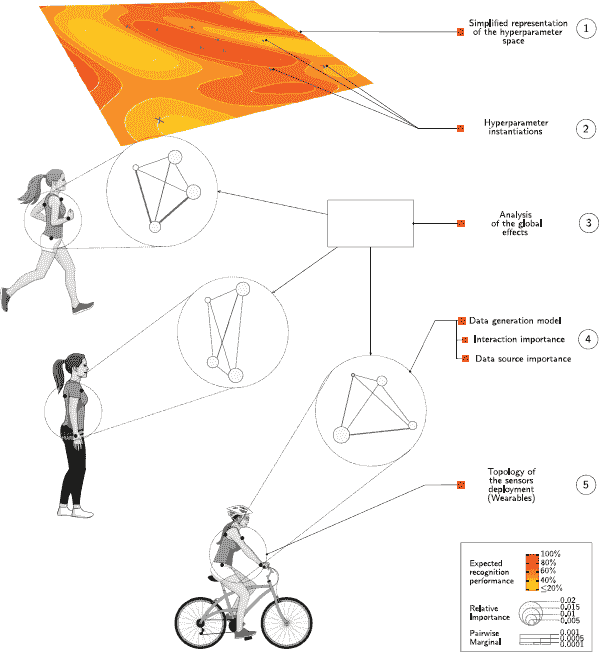 Simplified representation
of the hyperparameter
space
1
Hyperparameter
instantiations
2
Analysis
of the global
effects
3
Data generation model
Interaction importance
Data source importance
4
Topology of
the sensors
deployment
(Wearables)
5
Expected
recognition
performance
100%
80%
60%
40%
≤20%
Relative
Importance
0.02
0.015
0.01
0.005
Pairwise
Marginal
0.001
0.0005
0.0001